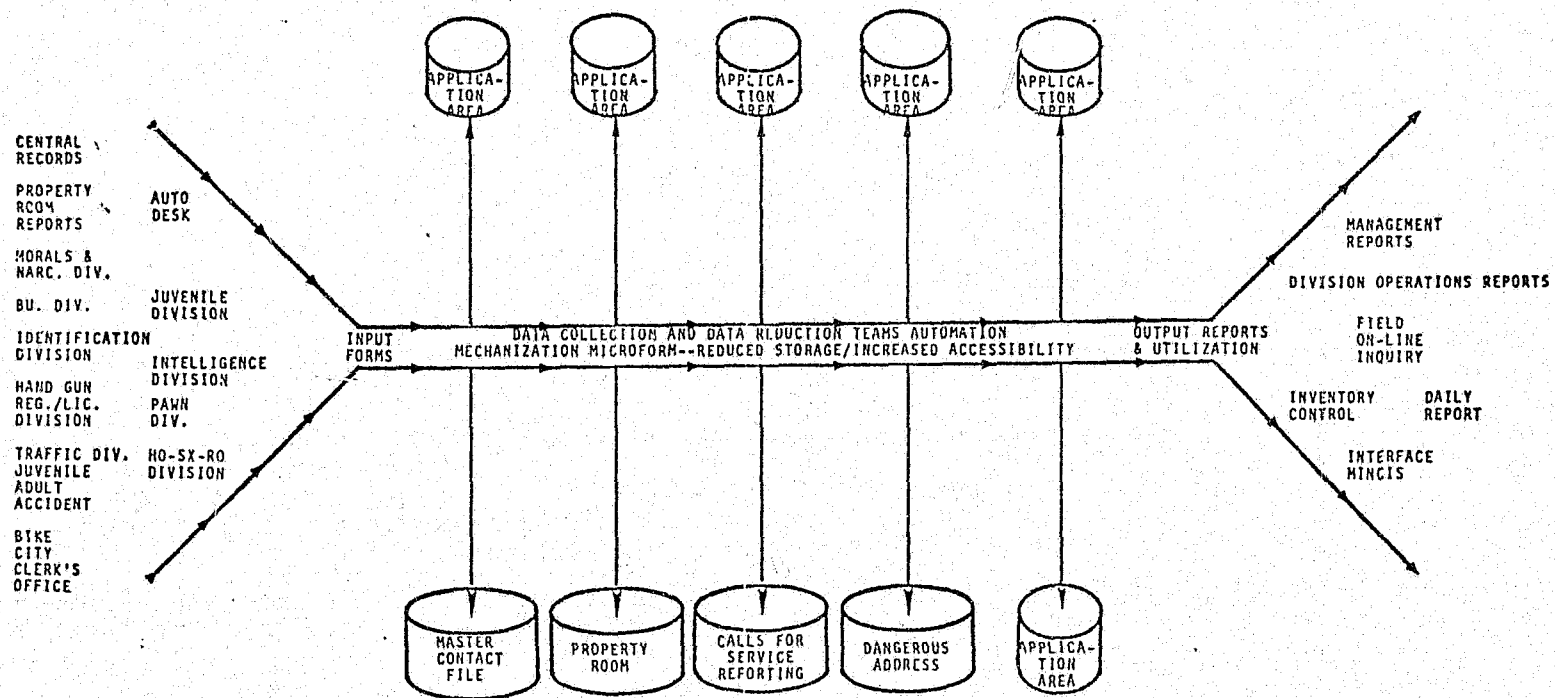 APPLICA-
TION
AREA
APPLICA-
TION
AREA
APPLICA-
TION
AREA
APPLICA-
TION
AREA
APPLICA-
TION
AREA
CENTRAL
RECORDS
PROPERTY
ROOM
REPORTS
MORALS &
NARC. DIV.
BU. DIV.
IDENTIFICATION
DIVISION
HAND GUN
REG./LIC.
DIVISION
TRAFFIC DIV.
JUVENILE
ADULT
ACCIDENT
BIKE
CITY
CLERK'S
OFFICE
AUTO
DESK
JUVENILE
DIVISION
INTELLIGENCE
DIVISION
PAWN
DIV.
HO-SX-RO
DIVISION
INPUT
FORMS
DATA COLLECTION AND DATA REDUCTION TEAMS AUTOMATION
MECHANIZATION MICROFORM--REDUCED STORAGE/INCREASED ACCESSIBILITY
OUTPUT REPORTS
& UTILIZATION
MANAGEMENT
REPORTS
DIVISION OPERATIONS REPORTS
FIELD
ON-LINE
INQUIRY
INVENTORY
CONTROL
DAILY
REPORT
INTERFACE
MINCIS
MASTER
CONTACT
FILE
PROPERTY
ROOM
CALLS FOR
SERVICE
REPORTING
DANGEROUS
ADDRESS
APPLICA-
TION
AREA